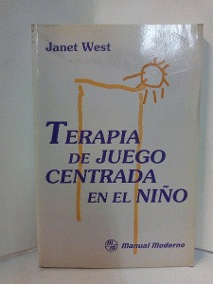 Janet West
TERAPIA
DE JUEGO
CENTRADA
EN EL NIÑO
Manual Moderno